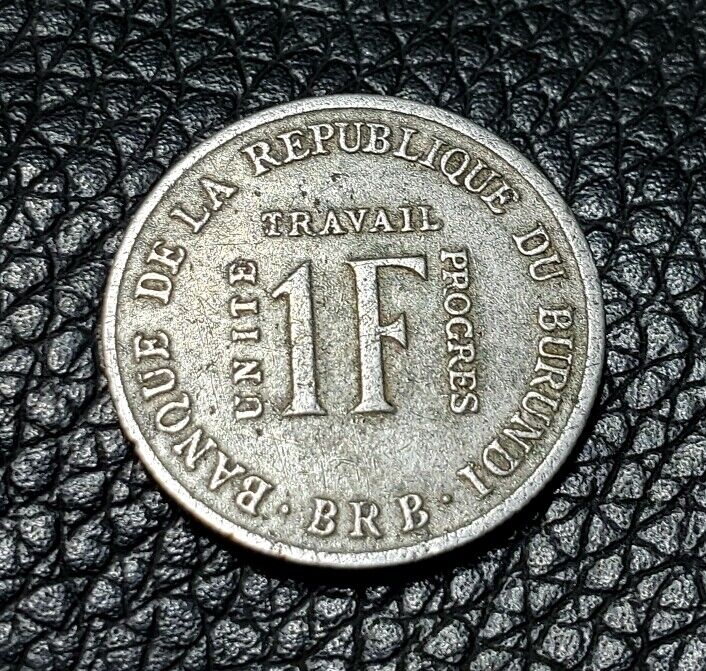 BANQUE DE LA REPUBLIQUE DU BURUNDI
TRAVAIL
UNITE
1F
PROGRES
· BRB ·